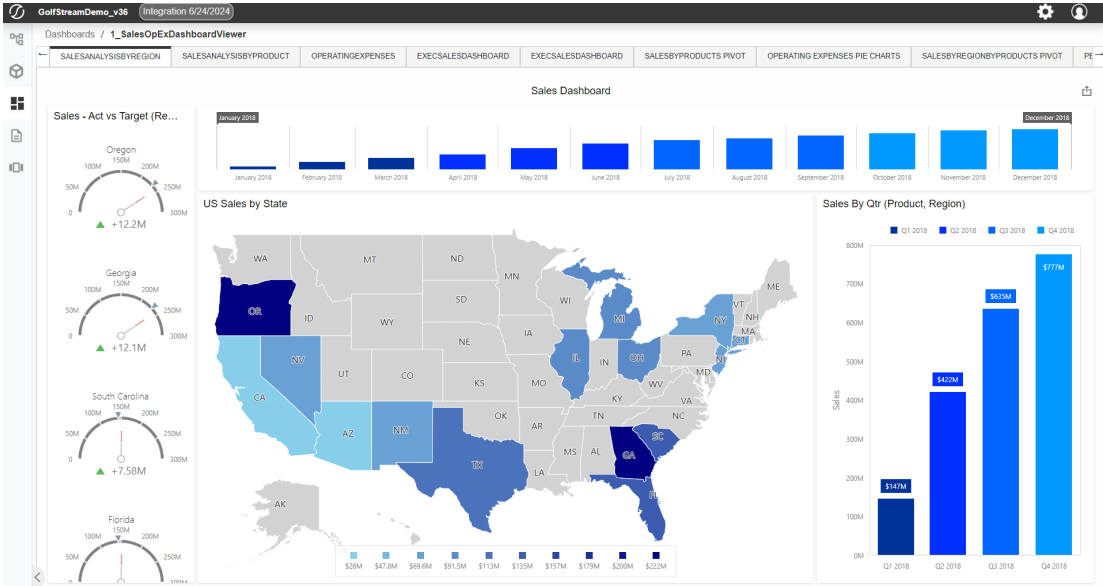 GolfStreamDemo_v36 Integration 6/24/2024
Dashboards / 1_SalesOpExDashboardViewer
← SALESANALYSISBYREGION SALESANALYSISBYPRODUCT OPERATINGEXPENSES EXECSALESDASHBOARD EXECSALESDASHBOARD SALESBYPRODUCTS PIVOT OPERATING EXPENSES PIE CHARTS SALESBYREGIONBYPRODUCTS PIVOT PE →
Sales Dashboard
Sales - Act vs Target (Re...
Oregon
0 50M 100M 150M 200M 250M 300M
+12.2M
Georgia
0 50M 100M 150M 200M 250M 300M
+12.1M
South Carolina
0 50M 100M 150M 200M 250M 300M
+7.58M
Florida
0 50M 100M 150M 200M 250M 300M
January 2018 December 2018
January 2018 February 2018 March 2018 April 2018 May 2018 June 2018 July 2018 August 2018 September 2018 October 2018 November 2018 December 2018
US Sales by State
WA MT ND MN ME
OR ID SD WI VT NH
WY MI NY MA
IA CT
NE PA NJ
NV UT CO IL IN OH MD
CA KS MO WV
KY VA
AZ NM OK TN NC
AR SC
MS AL GA
TX LA
AK FL
$26M $47.8M $69.6M $91.5M $113M $135M $157M $179M $200M $222M
Sales By Qtr (Product, Region)
Q1 2018 Q2 2018 Q3 2018 Q4 2018
800M
700M
600M
500M
400M
300M
200M
100M
0M
Sales
$147M
$422M
$635M
$777M
Q1 2018 Q2 2018 Q3 2018 Q4 2018